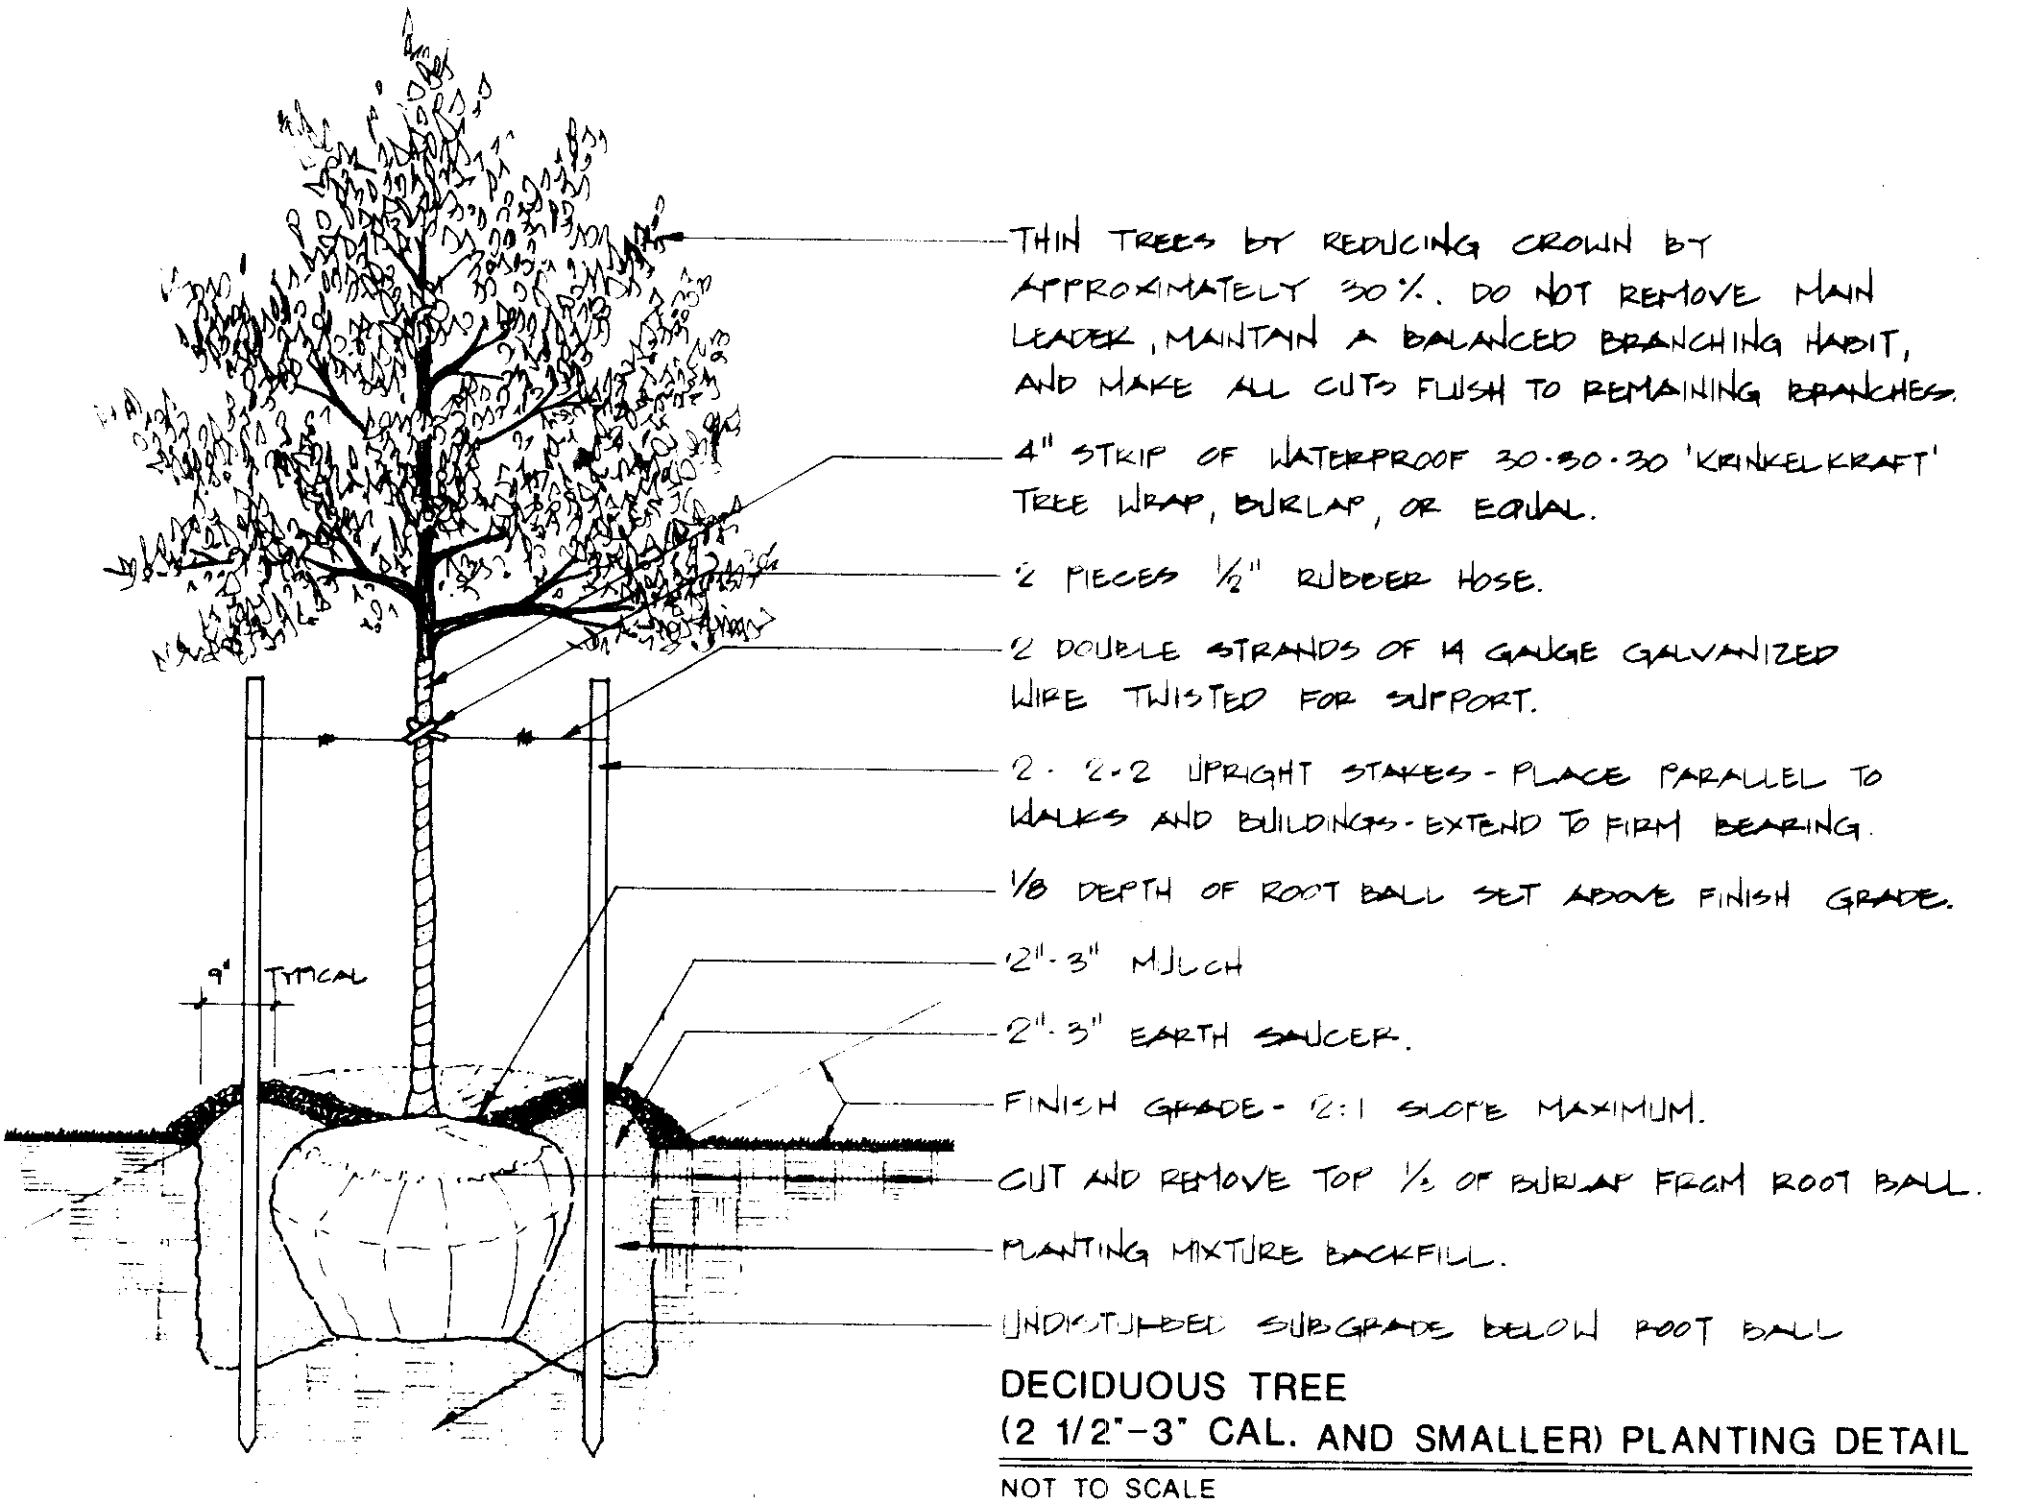 THIN TREES BY REDUCING CROWN BY
APPROXIMATELY 30%. DO NOT REMOVE MAIN
LEADER, MAINTAIN A BALANCED BRANCHING HABIT,
AND MAKE ALL CUTS FLUSH TO REMAINING BRANCHES.
4" STRIP OF WATERPROOF 30-30-30 'KRINKELKRAFT'
TREE WRAP, BURLAP, OR EQUAL.
2 PIECES 1/2" RUBBER HOSE.
2 DOUBLE STRANDS OF 14 GAUGE GALVANIZED
WIRE TWISTED FOR SUPPORT.
2 - 2-2 UPRIGHT STAKES - PLACE PARALLEL TO
WALKS AND BUILDINGS - EXTEND TO FIRM BEARING.
1/8 DEPTH OF ROOT BALL SET ABOVE FINISH GRADE.
9" TYPICAL
2"-3" MULCH
2"-3" EARTH SAUCER.
FINISH GRADE - 2:1 SLOPE MAXIMUM.
CUT AND REMOVE TOP OF BURLAP FROM ROOT BALL.
PLANTING MIXTURE BACKFILL.
UNDISTURBED SUBGRADE BELOW ROOT BALL
DECIDUOUS TREE
(2 1/2"-3" CAL. AND SMALLER) PLANTING DETAIL
NOT TO SCALE